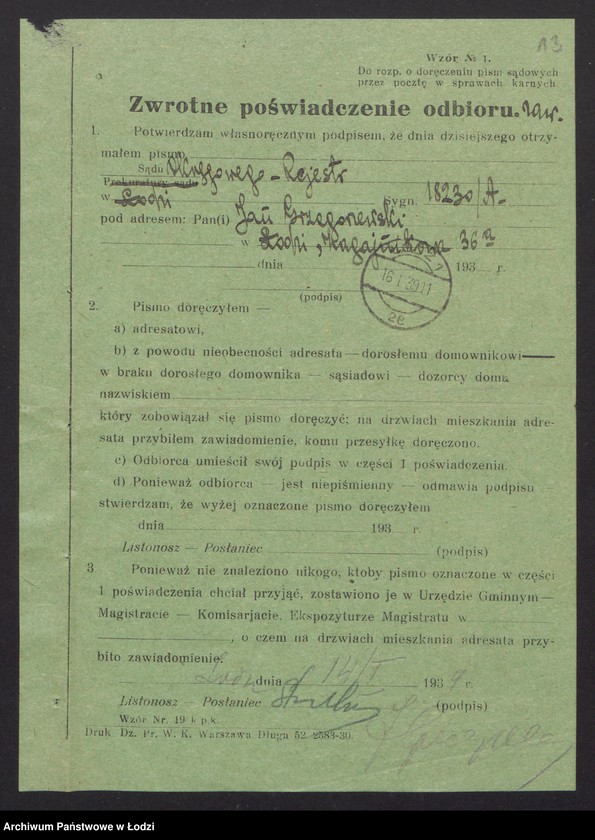 13
Wzór № 1.
Do rozp. o doręczeniu pism sądowych
przez pocztę w sprawach karnych.
Zwrotne poświadczenie odbioru. Zaw.
1. Potwierdzam własnoręcznym podpisem, że dnia dzisiejszego otrzy-
małem pismo
Sądu Okręgowego - Rejestr
Prokuratury sądu
w Łodzi Sygn. 18230/A-
pod adresem: Pan(i) Jan Grzegorzewski
w Łodzi, 36
dnia 193 r.
(podpis)
16 I 39 11
2e
2. Pismo doręczyłem —
a) adresatowi,
b) z powodu nieobecności adresata — dorosłemu domownikowi —
w braku dorosłego domownika — sąsiadowi — dozorcy domu
nazwiskiem
który zobowiązał się pismo doręczyć; na drzwiach mieszkania adre-
sata przybiłem zawiadomienie, komu przesyłkę doręczono.
c) Odbiorca umieścił swój podpis w części I poświadczenia.
d) Ponieważ odbiorca — jest niepiśmienny — odmawia podpisu —
stwierdzam, że wyżej oznaczone pismo doręczyłem
dnia 193 r.
Listonosz — Posłaniec (podpis)
3. Ponieważ nie znaleziono nikogo, ktoby pismo oznaczone w części
1 poświadczenia chciał przyjąć, zostawiono je w Urzędzie Gminnym —
Magistracie — Komisarjacie. Ekspozyturze Magistratu w
, o czem na drzwiach mieszkania adresata przy-
bito zawiadomienie.
Łódź dnia 14/I 1939 r.
Listonosz — Posłaniec (podpis)
Wzór Nr. 19 k.p.k.
Druk. Dz. Pr. W. K. Warszawa Długa 52. 2583-30.
Archiwum Państwowe w Łodzi